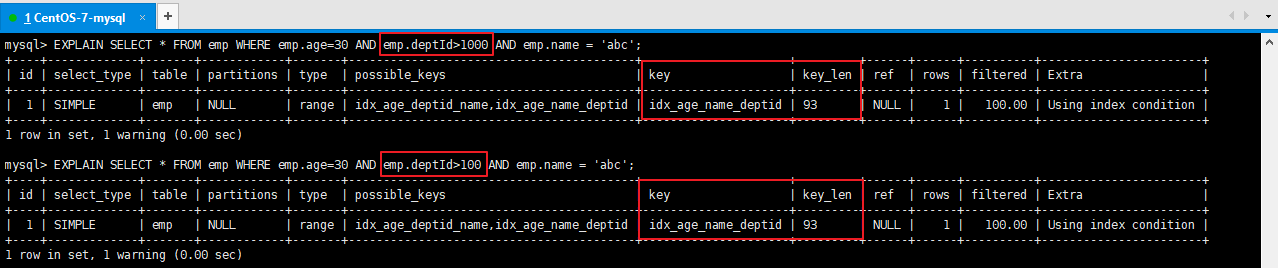 1 CentOS-7-mysql × +
mysql> EXPLAIN SELECT * FROM emp WHERE emp.age=30 AND emp.deptId>1000 AND emp.name = 'abc';
+----+-------------+-------+------------+-------+---------------------------------------+---------------------+---------+------+------+----------+-----------------------+
| id | select_type | table | partitions | type | possible_keys | key | key_len | ref | rows | filtered | Extra |
+----+-------------+-------+------------+-------+---------------------------------------+---------------------+---------+------+------+----------+-----------------------+
| 1 | SIMPLE | emp | NULL | range | idx_age_deptid_name,idx_age_name_deptid | idx_age_name_deptid | 93 | NULL | 1 | 100.00 | Using index condition |
+----+-------------+-------+------------+-------+---------------------------------------+---------------------+---------+------+------+----------+-----------------------+
1 row in set, 1 warning (0.00 sec)
mysql> EXPLAIN SELECT * FROM emp WHERE emp.age=30 AND emp.deptId>100 AND emp.name = 'abc';
+----+-------------+-------+------------+-------+---------------------------------------+---------------------+---------+------+------+----------+-----------------------+
| id | select_type | table | partitions | type | possible_keys | key | key_len | ref | rows | filtered | Extra |
+----+-------------+-------+------------+-------+---------------------------------------+---------------------+---------+------+------+----------+-----------------------+
| 1 | SIMPLE | emp | NULL | range | idx_age_deptid_name,idx_age_name_deptid | idx_age_name_deptid | 93 | NULL | 1 | 100.00 | Using index condition |
+----+-------------+-------+------------+-------+---------------------------------------+---------------------+---------+------+------+----------+-----------------------+
1 row in set, 1 warning (0.00 sec)